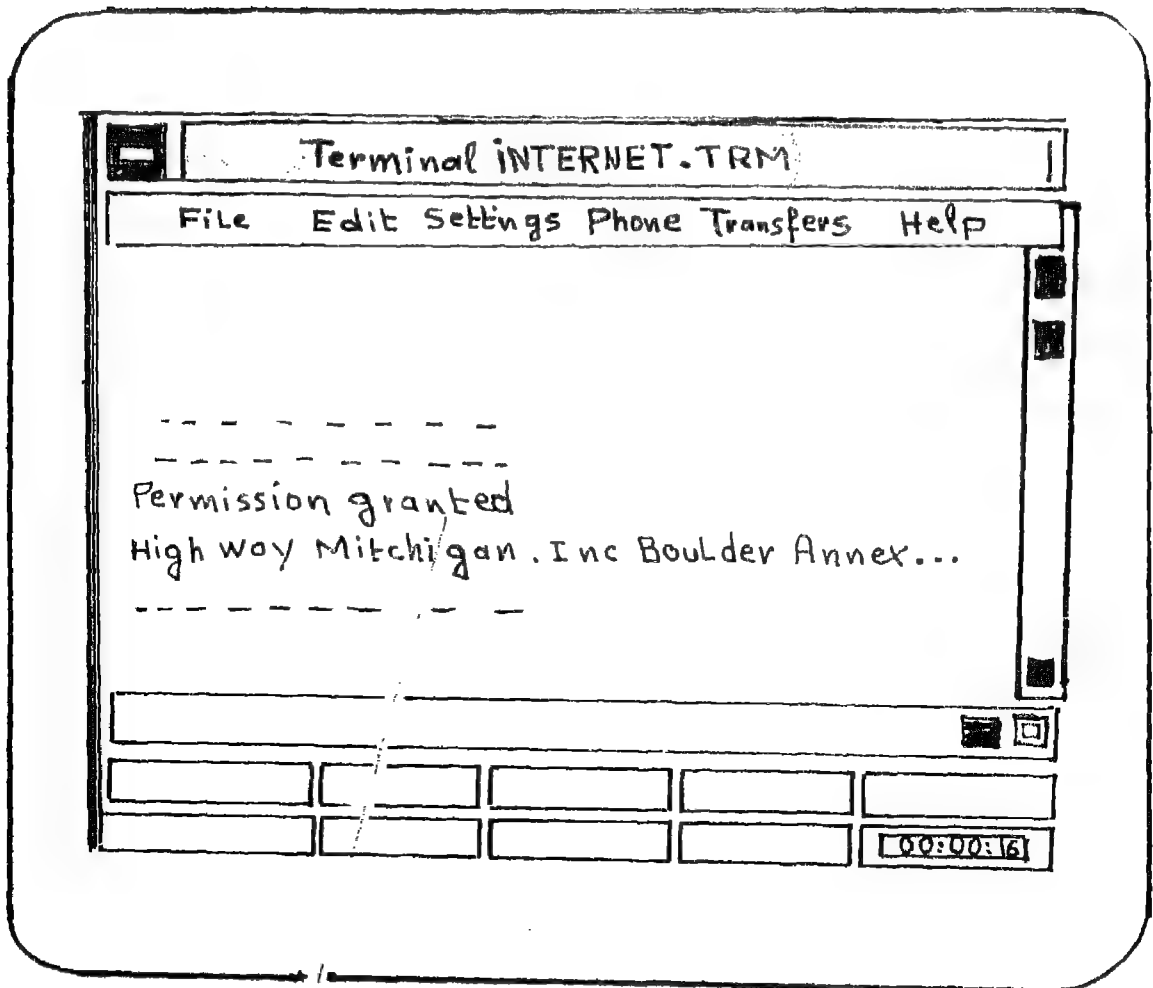 Terminal iNTERNET.TRM
FiLe Edit Settings Phone Transfers Help
Permission granted
High Way Mitchigan. Inc BouLder Annex...
00:00:16